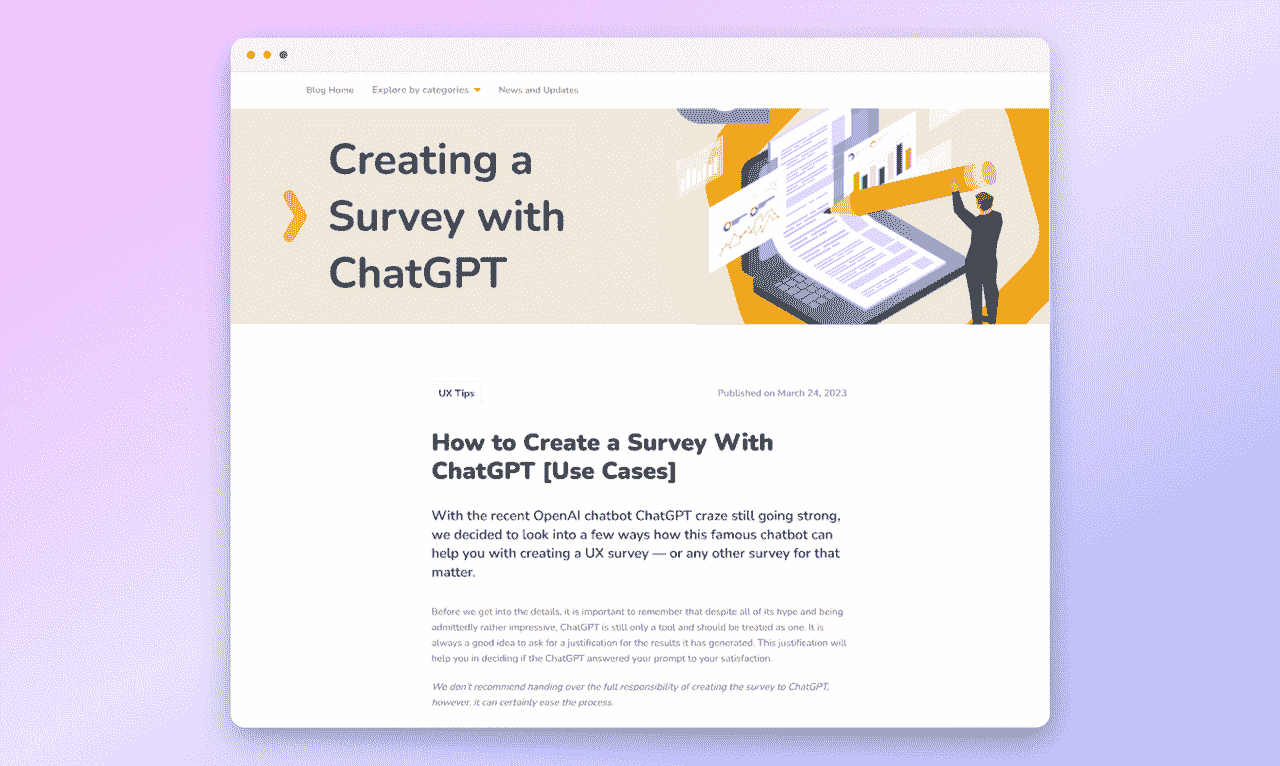 Blog Home Explore by categories News and Updates
Creating a
Survey with
ChatGPT
UX Tips Published on March 24, 2023
How to Create a Survey With
ChatGPT [Use Cases]
With the recent OpenAI chatbot ChatGPT craze still going strong,
we decided to look into a few ways how this famous chatbot can
help you with creating a UX survey — or any other survey for that
matter.
Before we get into the details, it is important to remember that despite all of its hype and being
admittedly rather impressive, ChatGPT is still only a tool and should be treated as one. It is
always a good idea to ask for a justification for the results it has generated. This justification will
help you in deciding if the ChatGPT answered your prompt to your satisfaction.
We don't recommend handing over the full responsibility of creating the survey to ChatGPT,
however, it can certainly ease the process.